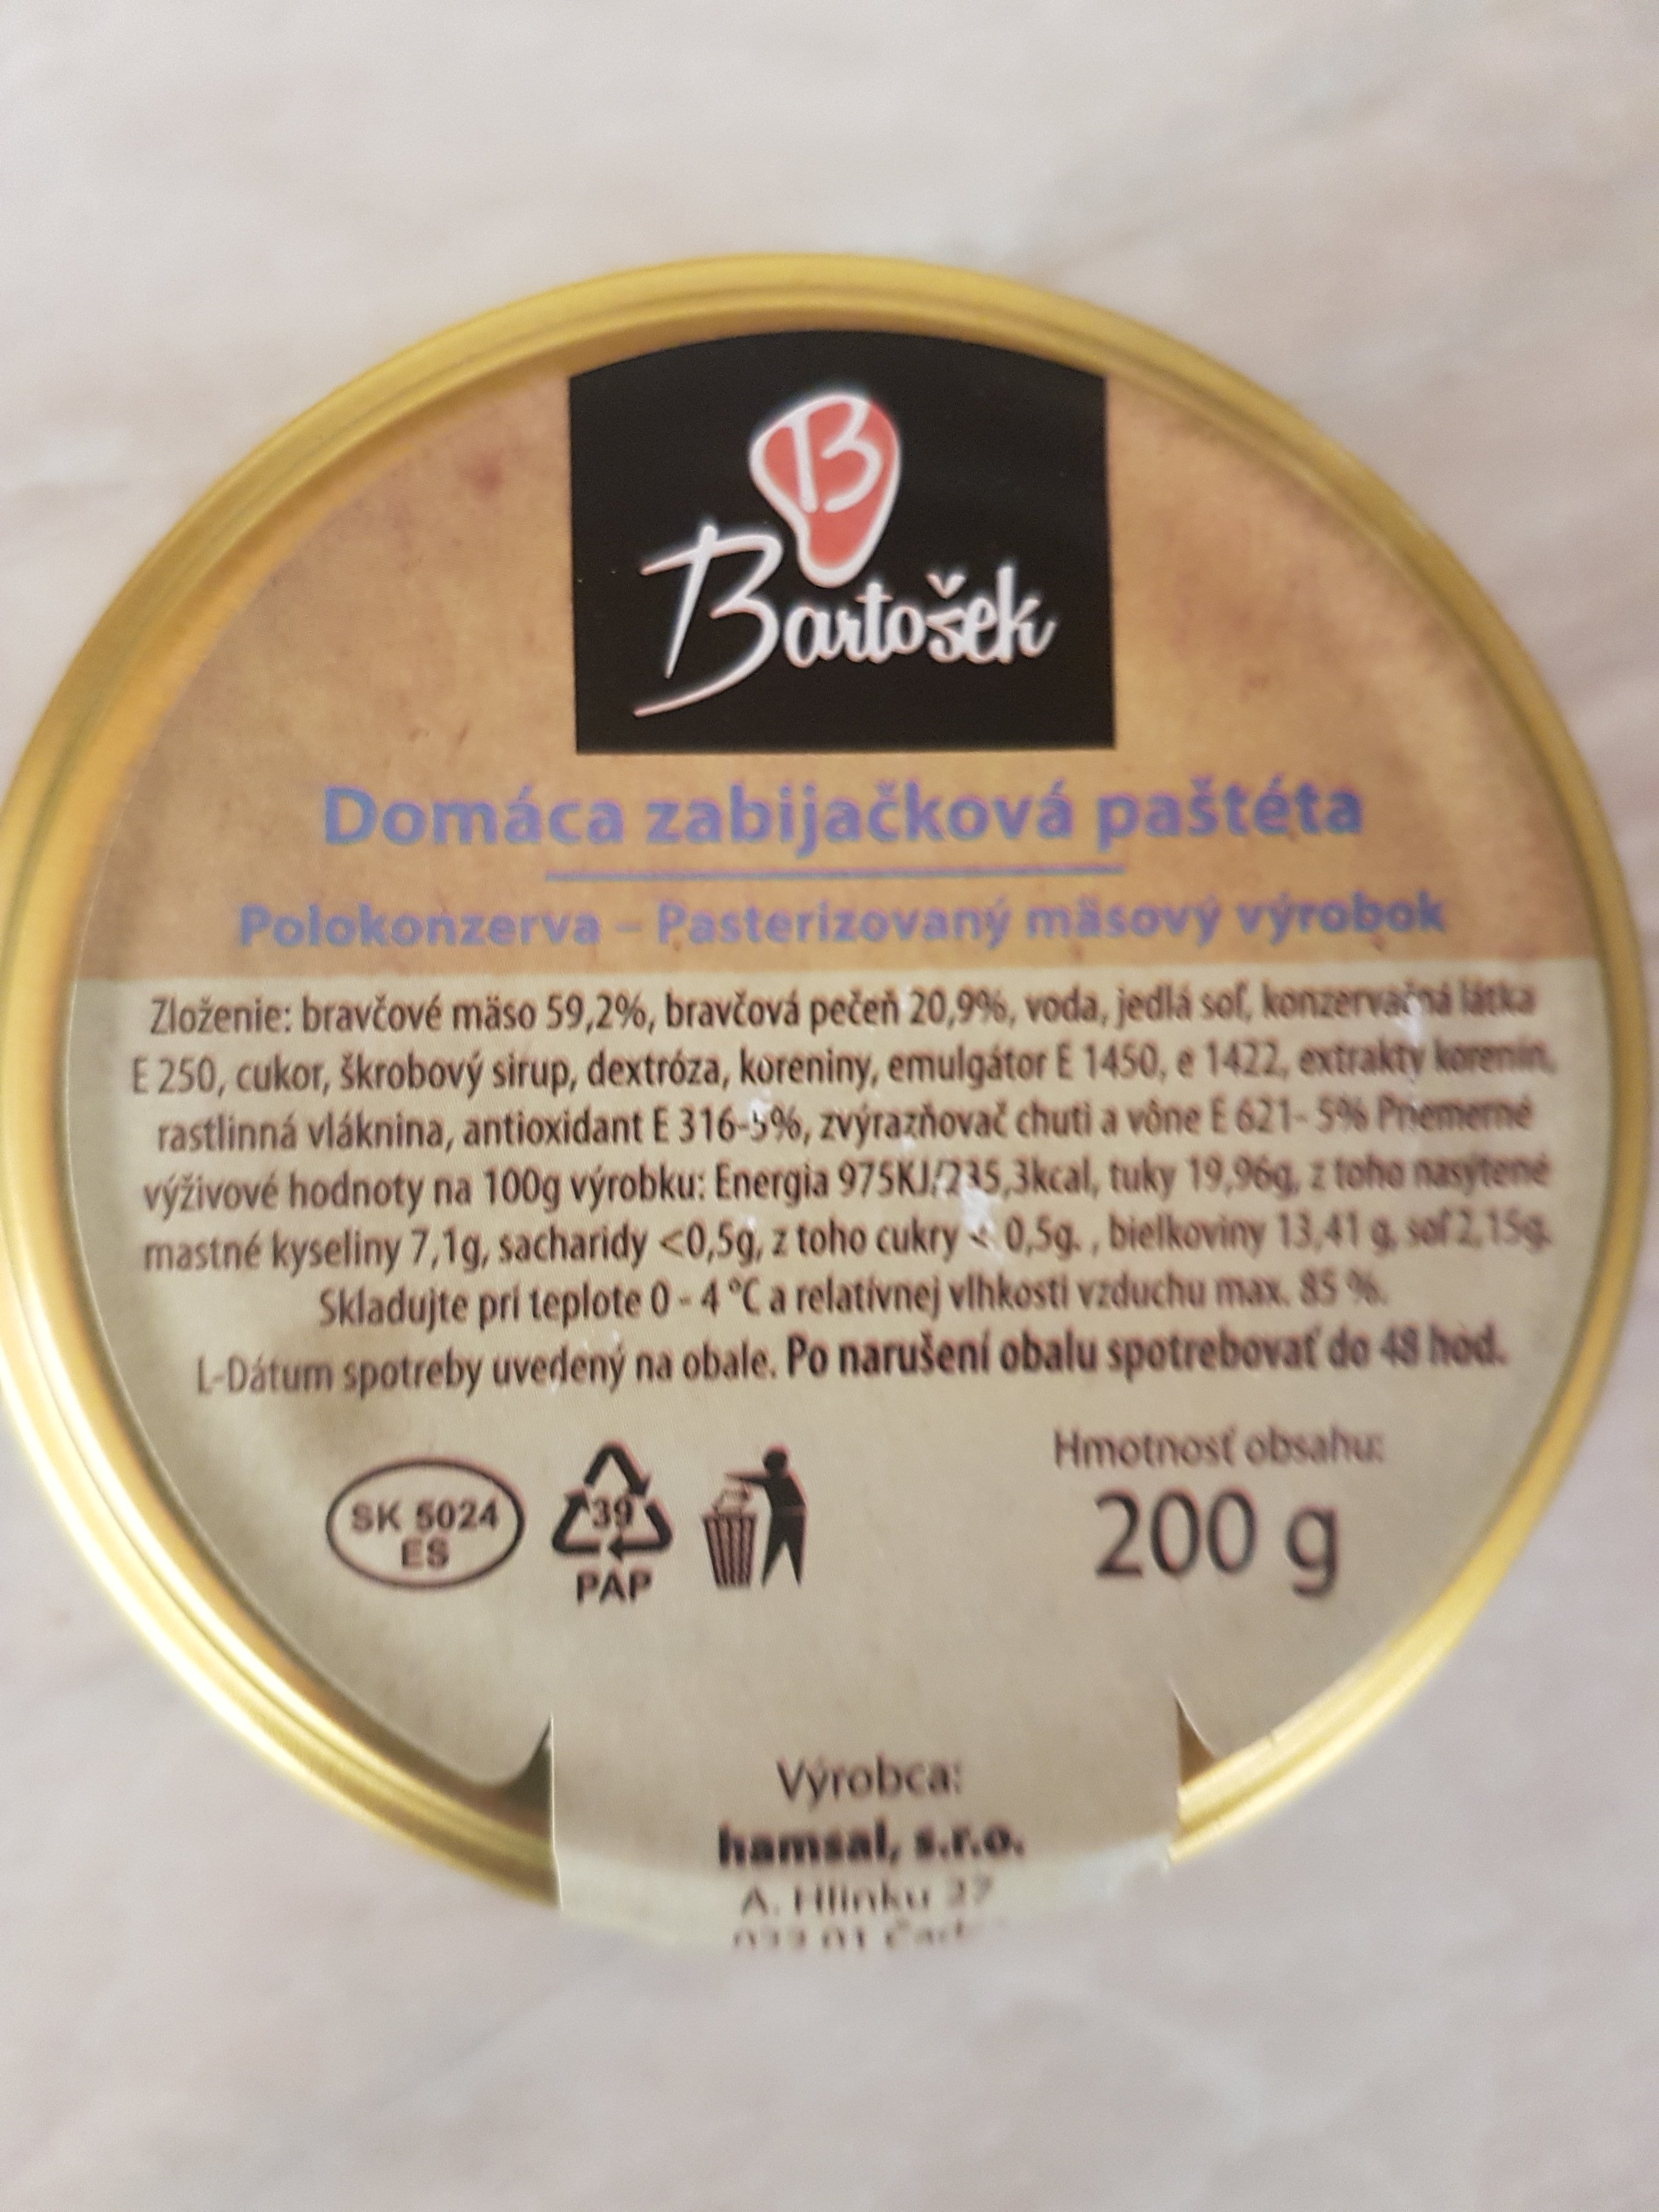 B
Bartošek
Domáca zabijačková paštéta
Polokonzerva – Pasterizovaný mäsový výrobok
Zloženie: bravčové mäso 59,2%, bravčová pečeň 20,9%, voda, jedlá soľ, konzervačná látka
E 250, cukor, škrobový sirup, dextróza, koreniny, emulgátor E 1450, e 1422, extrakty korenín,
rastlinná vláknina, antioxidant E 316-5%, zvýrazňovač chuti a vône E 621- 5% Priemerné
výživové hodnoty na 100g výrobku: Energia 975KJ/235,3kcal, tuky 19,96g, z toho nasýtené
mastné kyseliny 7,1g, sacharidy <0,5g, z toho cukry < 0,5g. , bielkoviny 13,41 g, soľ 2,15g.
Skladujte pri teplote 0 - 4 °C a relatívnej vlhkosti vzduchu max. 85 %.
L-Dátum spotreby uvedený na obale. Po narušení obalu spotrebovať do 48 hod.
SK 5024
ES
39
PAP
Hmotnosť obsahu:
200 g
Výrobca:
hamsal, s.r.o.
A. Hlinku 27
022 01